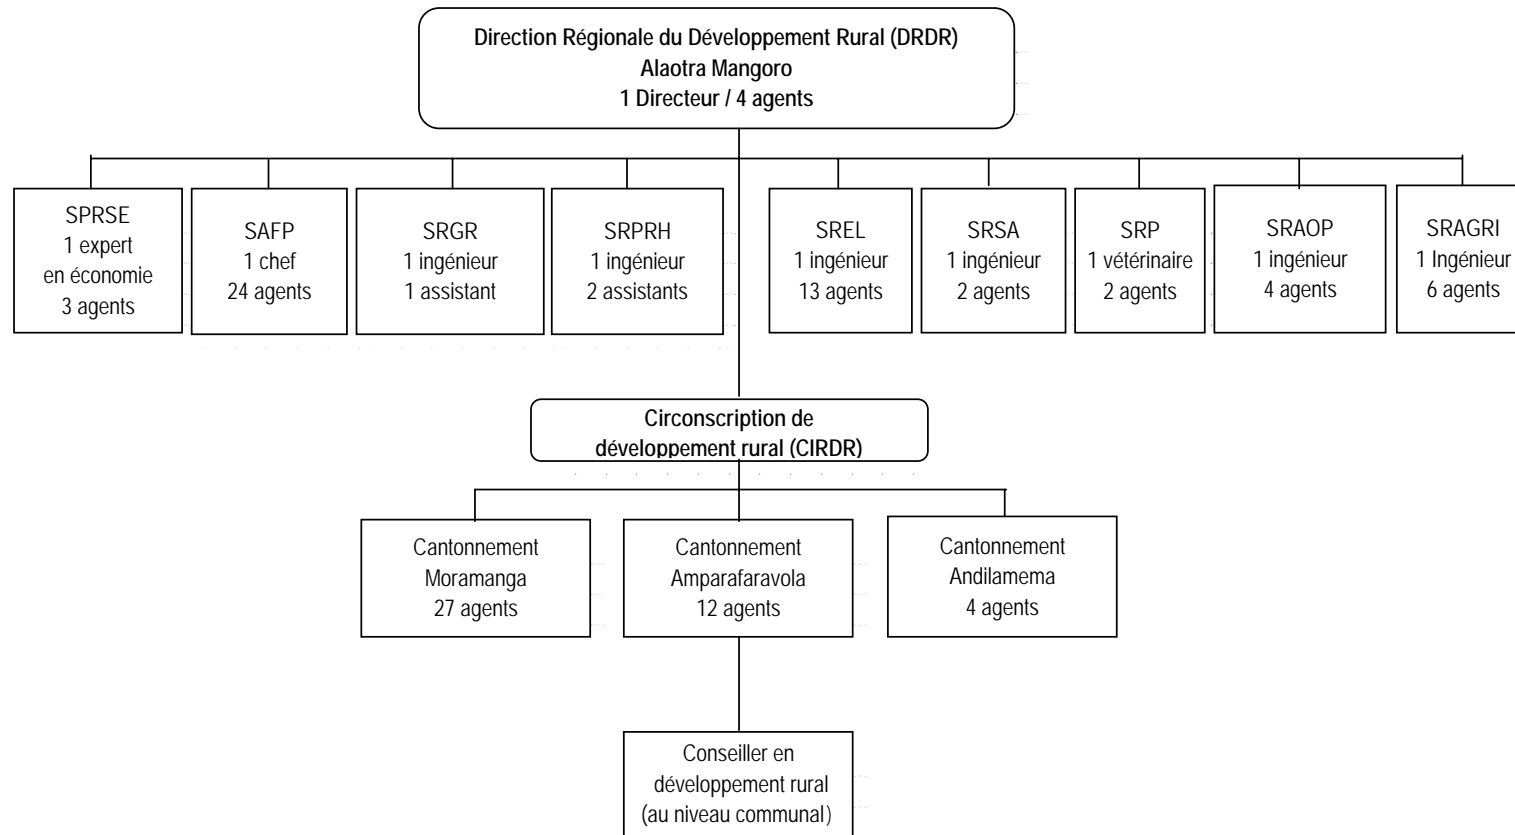 Direction Régionale du Développement Rural (DRDR)
Alaotra Mangoro
1 Directeur / 4 agents
SPRSE
1 expert
en économie
3 agents
SAFP
1 chef
24 agents
SRGR
1 ingénieur
1 assistant
SRPRH
1 ingénieur
2 assistants
SREL
1 ingénieur
13 agents
SRSA
1 ingénieur
2 agents
SRP
1 vétérinaire
2 agents
SRAOP
1 ingénieur
4 agents
SRAGRI
1 Ingénieur
6 agents
Circonscription de
développement rural (CIRDR)
Cantonnement
Moramanga
27 agents
Cantonnement
Amparafaravola
12 agents
Cantonnement
Andilamema
4 agents
Conseiller en
développement rural
(au niveau communal)